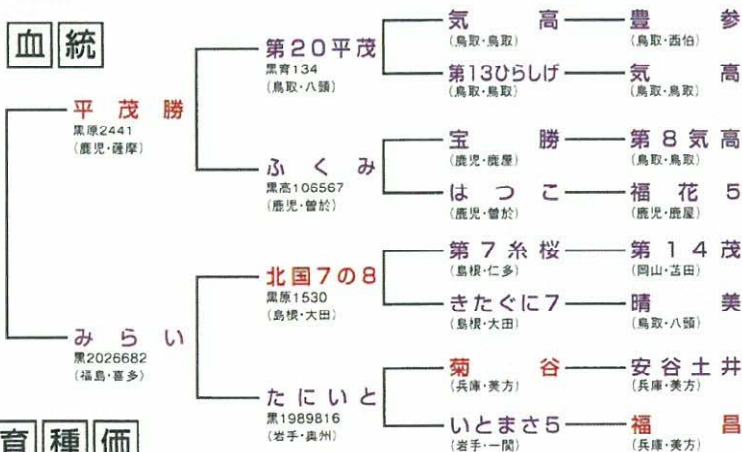 血統
平茂勝
黒原2441
(鹿児・薩摩)
みらい
黒2026682
(福島・喜多)
第20平茂
黒育134
(鳥取・八頭)
ふくみ
黒高106567
(鹿児・曽於)
北国7の8
黒原1530
(島根・大田)
たにいと
黒1989816
(岩手・奥州)
気高
(鳥取・鳥取)
第13ひらしげ
(鳥取・鳥取)
宝勝
(鹿児・鹿屋)
はつこ
(鹿児・曽於)
第7糸桜
(島根・仁多)
きたぐに7
(島根・大田)
菊谷
(兵庫・美方)
いとまさ5
(岩手・一関)
豊参
(鳥取・西伯)
気高
(鳥取・鳥取)
第8気高
(鳥取・鳥取)
福花5
(鹿児・鹿屋)
第14茂
(岡山・苫田)
晴美
(鳥取・八頭)
安谷土井
(兵庫・美方)
福昌
(兵庫・美方)
育種価